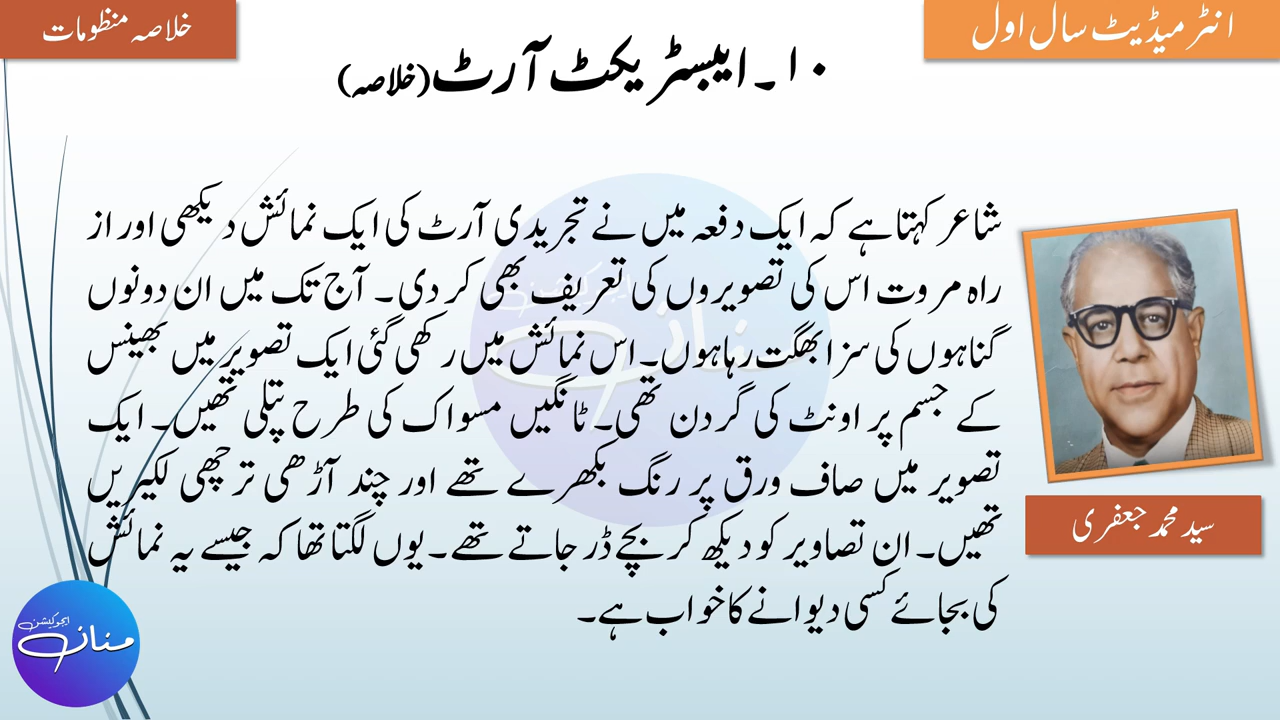 انٹرمیڈیٹ سال اول
خلاصہ منظومات
۱۰۔ ایبسٹریکٹ آرٹ (خلاصہ)
شاعر کہتا ہے کہ ایک دفعہ میں نے تجریدی آرٹ کی ایک نمائش دیکھی اور از
راہ مروت اس کی تصویروں کی تعریف بھی کر دی۔ آج تک میں ان دونوں
گناہوں کی سزا بھگت رہا ہوں۔ اس نمائش میں رکھی گئی ایک تصویر میں بھینس
کے جسم پر اونٹ کی گردن تھی۔ ٹانگیں مسواک کی طرح پتلی تھیں۔ ایک
تصویر میں صاف ورق پر رنگ بکھرے تھے اور چند آڑھی ترچھی لکیریں
تھیں۔ ان تصاویر کو دیکھ کر بچے ڈر جاتے تھے۔ یوں لگتا تھا کہ جیسے یہ نمائش
کی بجائے کسی دیوانے کا خواب ہے۔
سید محمد جعفری
ایجوکیشن
منان